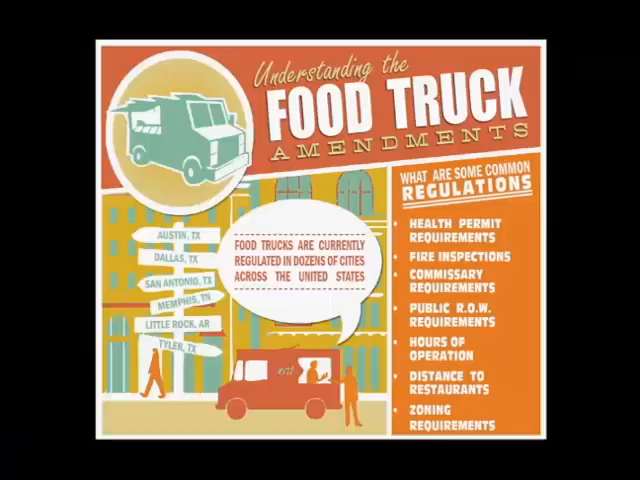 Understanding the
FOOD TRUCK
AMENDMENTS
WHAT ARE SOME COMMON
REGULATIONS
• HEALTH PERMIT
REQUIREMENTS
• FIRE INSPECTIONS
• COMMISSARY
REQUIREMENTS
• PUBLIC R.O.W.
REQUIREMENTS
• HOURS OF
OPERATION
• DISTANCE TO
RESTAURANTS
• ZONING
REQUIREMENTS
FOOD TRUCKS ARE CURRENTLY
REGULATED IN DOZENS OF CITIES
ACROSS THE UNITED STATES
AUSTIN, TX
DALLAS, TX
SAN ANTONIO, TX
MEMPHIS, TN
LITTLE ROCK, AR
TYLER, TX